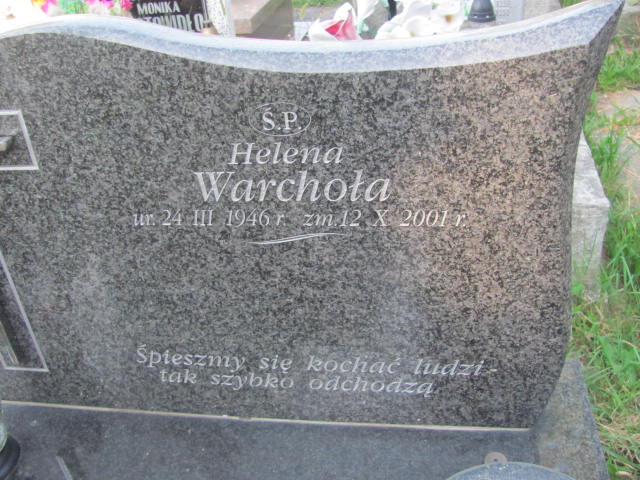 MONIKA
Ś.P.
Helena
Warchoła
ur. 24 III 1946 r. zm. 12 X 2001 r.
Śpieszmy się kochać ludzi -
tak szybko odchodzą